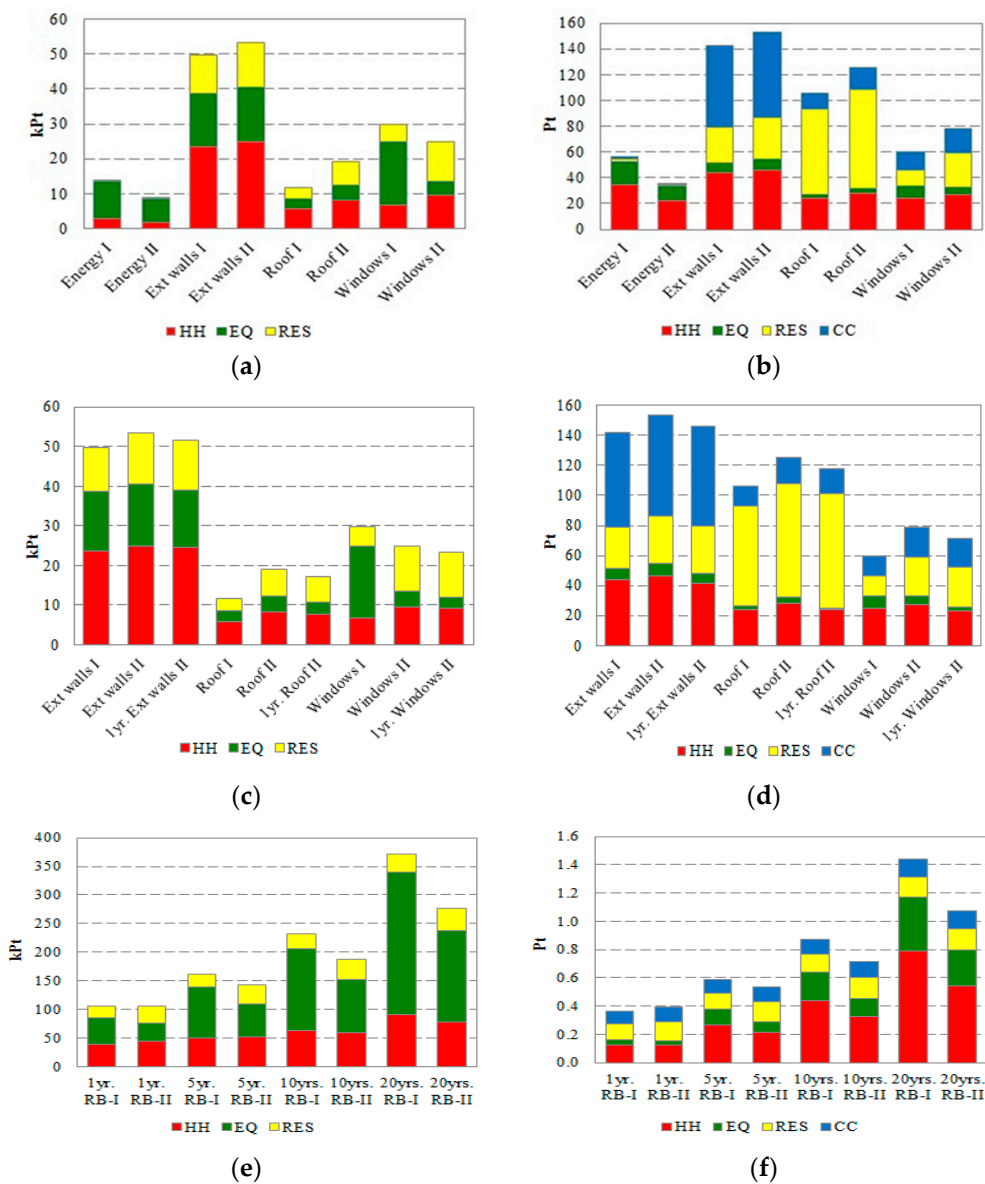 60
50
40
30
20
10
0
kPt
Energy I
Energy II
Ext walls I
Ext walls II
Roof I
Roof II
Windows I
Windows II
HH EQ RES
(a)
160
140
120
100
80
60
40
20
0
Pt
Energy I
Energy II
Ext walls I
Ext walls II
Roof I
Roof II
Windows I
Windows II
HH EQ RES CC
(b)
60
50
40
30
20
10
0
kPt
Ext walls I
Ext walls II
1yr. Ext walls II
Roof I
Roof II
1yr. Roof II
Windows I
Windows II
1yr. Windows II
HH EQ RES
(c)
160
140
120
100
80
60
40
20
0
Pt
Ext walls I
Ext walls II
1yr. Ext walls II
Roof I
Roof II
1yr. Roof II
Windows I
Windows II
1yr. Windows II
HH EQ RES CC
(d)
400
350
300
250
200
150
100
50
0
kPt
1yr. 1yr. 5yr. 5yr. 10yrs. 10yrs. 20yrs. 20yrs.
RB-I RB-II RB-I RB-II RB-I RB-II RB-I RB-II
HH EQ RES
(e)
1.6
1.4
1.2
1.0
0.8
0.6
0.4
0.2
0.0
Pt
1yr. 1yr. 5yr. 5yr. 10yrs. 10yrs. 20yrs. 20yrs.
RB-I RB-II RB-I RB-II RB-I RB-II RB-I RB-II
HH EQ RES CC
(f)